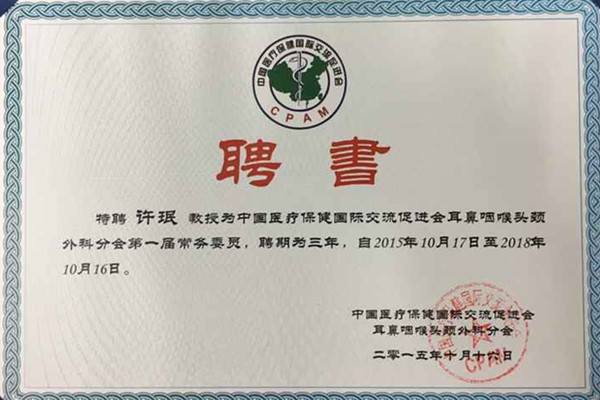 中国医疗保健国际交流促进会
CPAM
聘书
特聘 许珉 教授为中国医疗保健国际交流促进会耳鼻咽喉头颈
外科分会第一届常务委员，聘期为三年，自2015年10月17日至2018年
10月16日。
中国医疗保健国际交流促进会
耳鼻咽喉头颈外科分会
二〇一五年十月十六日
CPAM